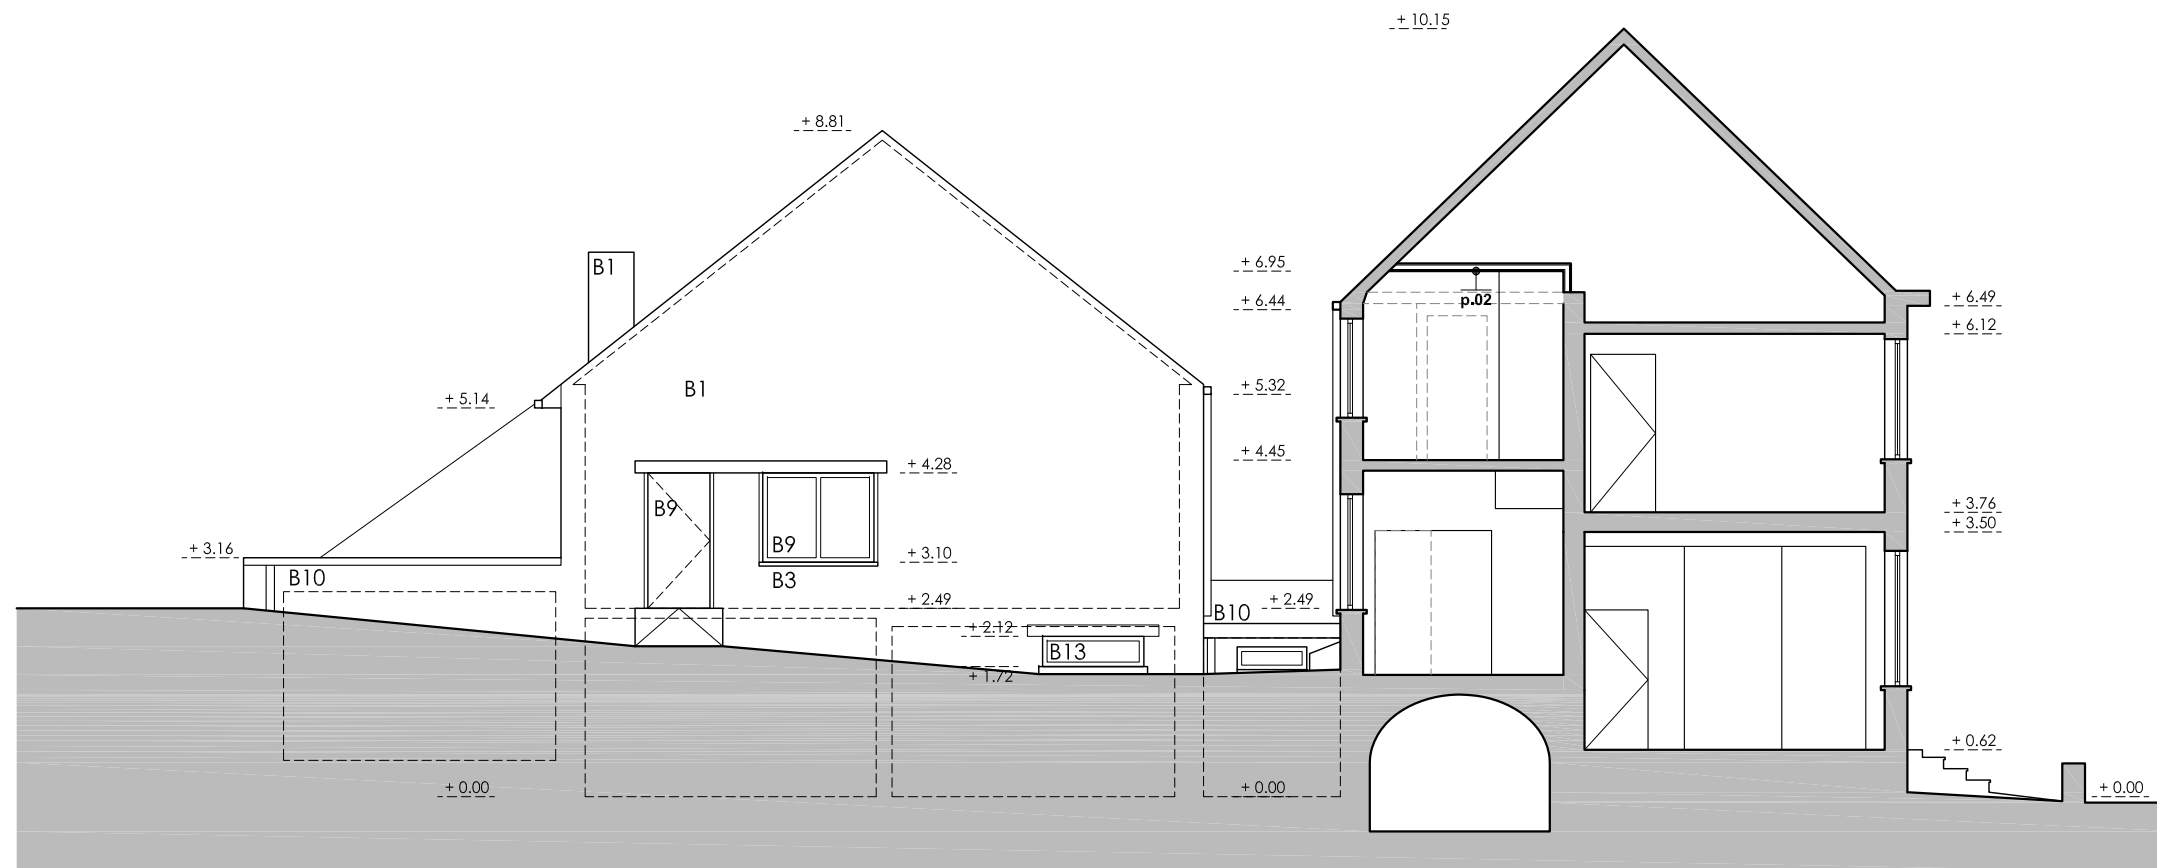 + 10.15
+ 8.81
B1
+ 6.95
+ 6.44
p.02
+ 6.49
+ 6.12
B1
+ 5.32
+ 5.14
+ 4.45
+ 4.28
B9
+ 3.76
+ 3.50
B9
+ 3.16
+ 3.10
B10
B3
+ 2.49
+ 2.49
B10
+ 2.12
B13
+ 1.72
+ 0.62
+ 0.00
+ 0.00
+ 0.00